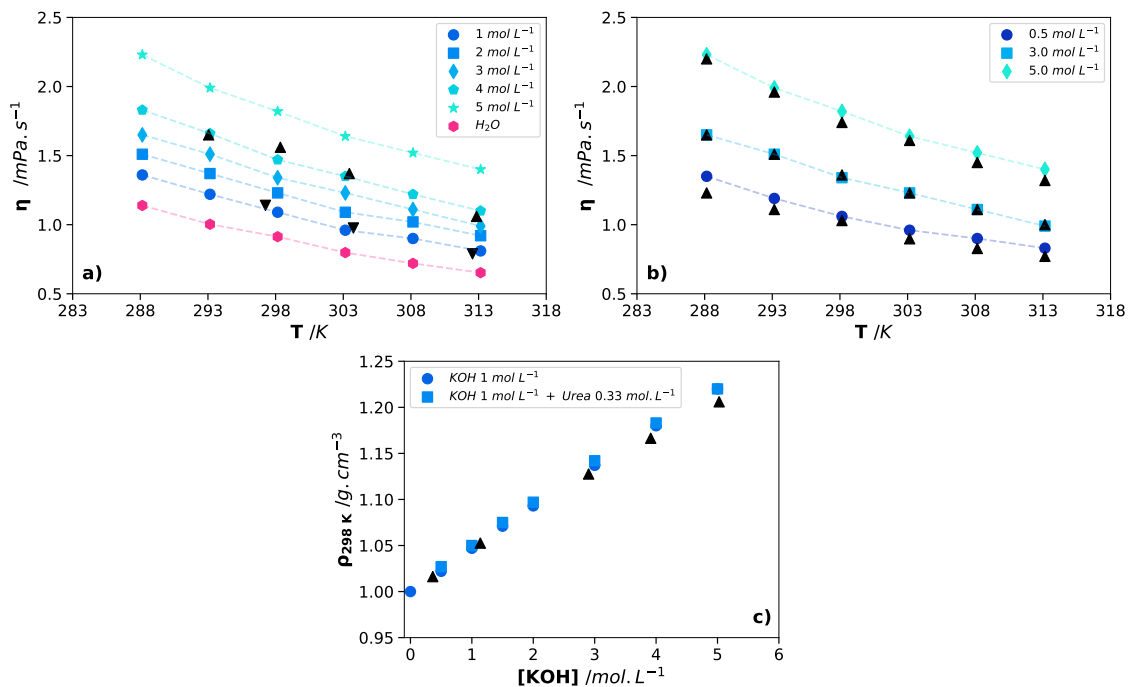 2.5
2.0
1.5
1.0
0.5
η /mPa.s⁻¹
1 mol L⁻¹
2 mol L⁻¹
3 mol L⁻¹
4 mol L⁻¹
5 mol L⁻¹
H₂O
a)
283 288 293 298 303 308 313 318
T /K
2.5
2.0
1.5
1.0
0.5
η /mPa.s⁻¹
0.5 mol L⁻¹
3.0 mol L⁻¹
5.0 mol L⁻¹
b)
283 288 293 298 303 308 313 318
T /K
1.25
1.20
1.15
1.10
1.05
1.00
0.95
ρ₂₉₈ K /g.cm⁻³
KOH 1 mol L⁻¹
KOH 1 mol L⁻¹ + Urea 0.33 mol.L⁻¹
c)
0 1 2 3 4 5 6
[KOH] /mol.L⁻¹